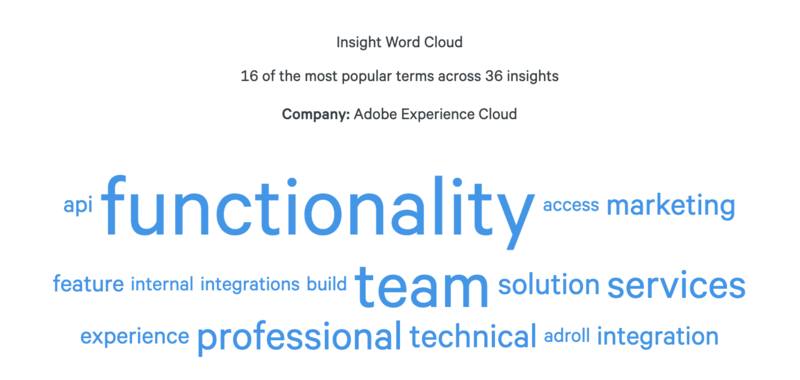 Insight Word Cloud
16 of the most popular terms across 36 insights
Company: Adobe Experience Cloud
api functionality access marketing
feature internal integrations build team solution services
experience professional technical adroll integration